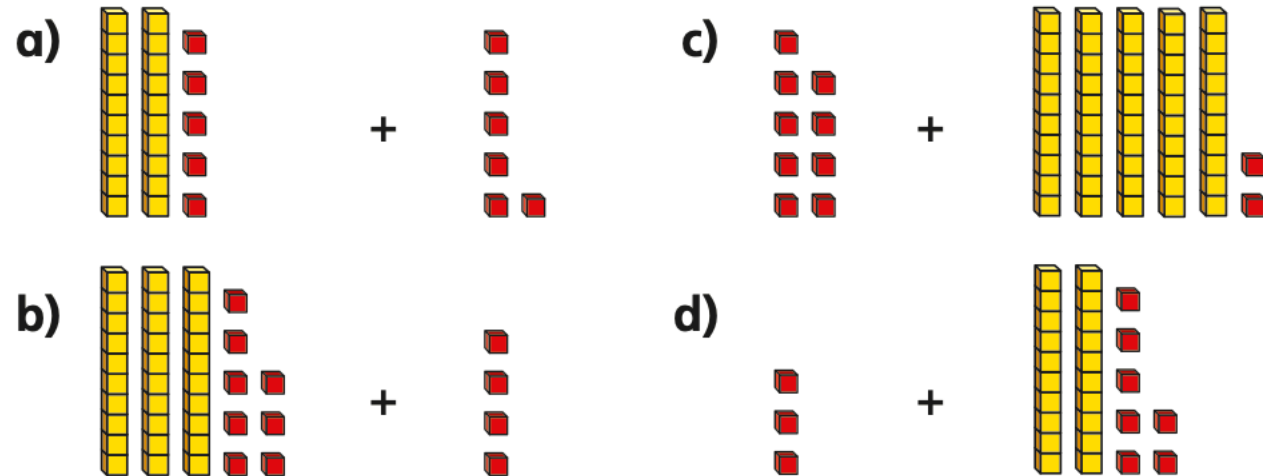 a) +
c) +
b) +
d) +